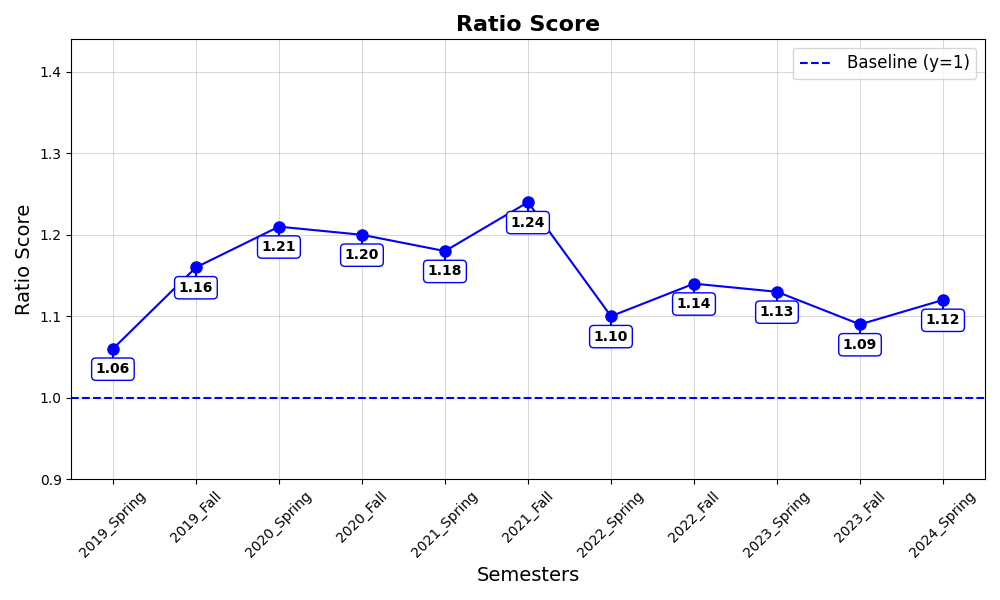 Ratio Score
Baseline (y=1)
Ratio Score
1.4
1.3
1.2
1.1
1.0
0.9
1.06
1.16
1.21
1.20
1.18
1.24
1.10
1.14
1.13
1.09
1.12
2019_Spring
2019_Fall
2020_Spring
2020_Fall
2021_Spring
2021_Fall
2022_Spring
2022_Fall
2023_Spring
2023_Fall
2024_Spring
Semesters